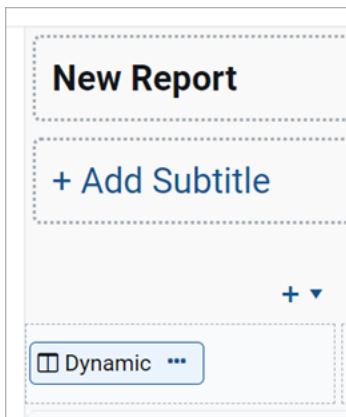 New Report
+ Add Subtitle
+
Dynamic ...